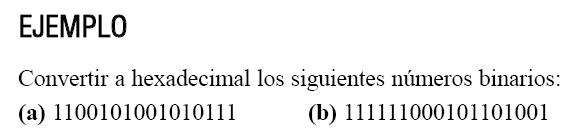 EJEMPLO
Convertir a hexadecimal los siguientes números binarios:
(a) 1100101001010111 (b) 111111000101101001